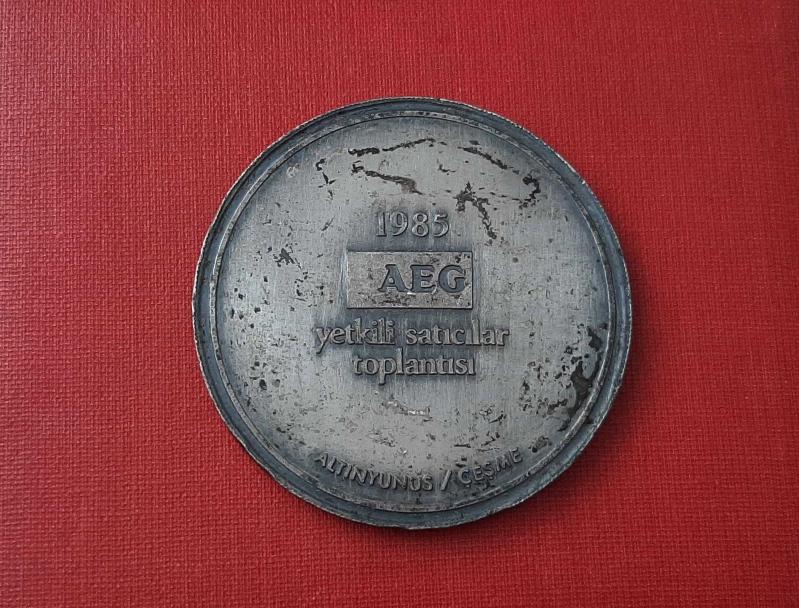 1985
AEG
yetkili satıcılar
toplantısı
ALTINYUNUS / ÇEŞME